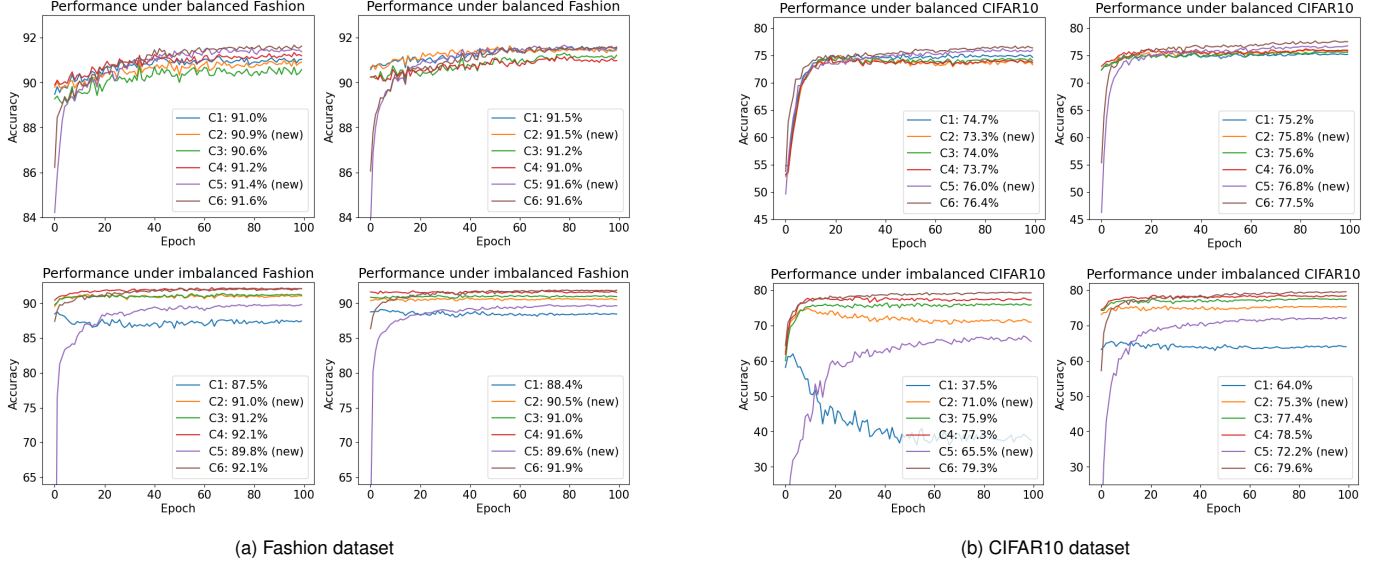 Performance under balanced Fashion
Accuracy
92
90
88
86
84
C1: 91.0%
C2: 90.9% (new)
C3: 90.6%
C4: 91.2%
C5: 91.4% (new)
C6: 91.6%
0 20 40 60 80 100
Epoch
Performance under balanced Fashion
Accuracy
92
90
88
86
84
C1: 91.5%
C2: 91.5% (new)
C3: 91.2%
C4: 91.0%
C5: 91.6% (new)
C6: 91.6%
0 20 40 60 80 100
Epoch
Performance under imbalanced Fashion
Accuracy
90
85
80
75
70
65
C1: 87.5%
C2: 91.0% (new)
C3: 91.2%
C4: 92.1%
C5: 89.8% (new)
C6: 92.1%
0 20 40 60 80 100
Epoch
Performance under imbalanced Fashion
Accuracy
90
85
80
75
70
65
C1: 88.4%
C2: 90.5% (new)
C3: 91.0%
C4: 91.6%
C5: 89.6% (new)
C6: 91.9%
0 20 40 60 80 100
Epoch
(a) Fashion dataset
Performance under balanced CIFAR10
Accuracy
80
75
70
65
60
55
50
45
C1: 74.7%
C2: 73.3% (new)
C3: 74.0%
C4: 73.7%
C5: 76.0% (new)
C6: 76.4%
0 20 40 60 80 100
Epoch
Performance under balanced CIFAR10
Accuracy
80
75
70
65
60
55
50
45
C1: 75.2%
C2: 75.8% (new)
C3: 75.6%
C4: 76.0%
C5: 76.8% (new)
C6: 77.5%
0 20 40 60 80 100
Epoch
Performance under imbalanced CIFAR10
Accuracy
80
70
60
50
40
30
C1: 37.5%
C2: 71.0% (new)
C3: 75.9%
C4: 77.3%
C5: 65.5% (new)
C6: 79.3%
0 20 40 60 80 100
Epoch
Performance under imbalanced CIFAR10
Accuracy
80
70
60
50
40
30
C1: 64.0%
C2: 75.3% (new)
C3: 77.4%
C4: 78.5%
C5: 72.2% (new)
C6: 79.6%
0 20 40 60 80 100
Epoch
(b) CIFAR10 dataset